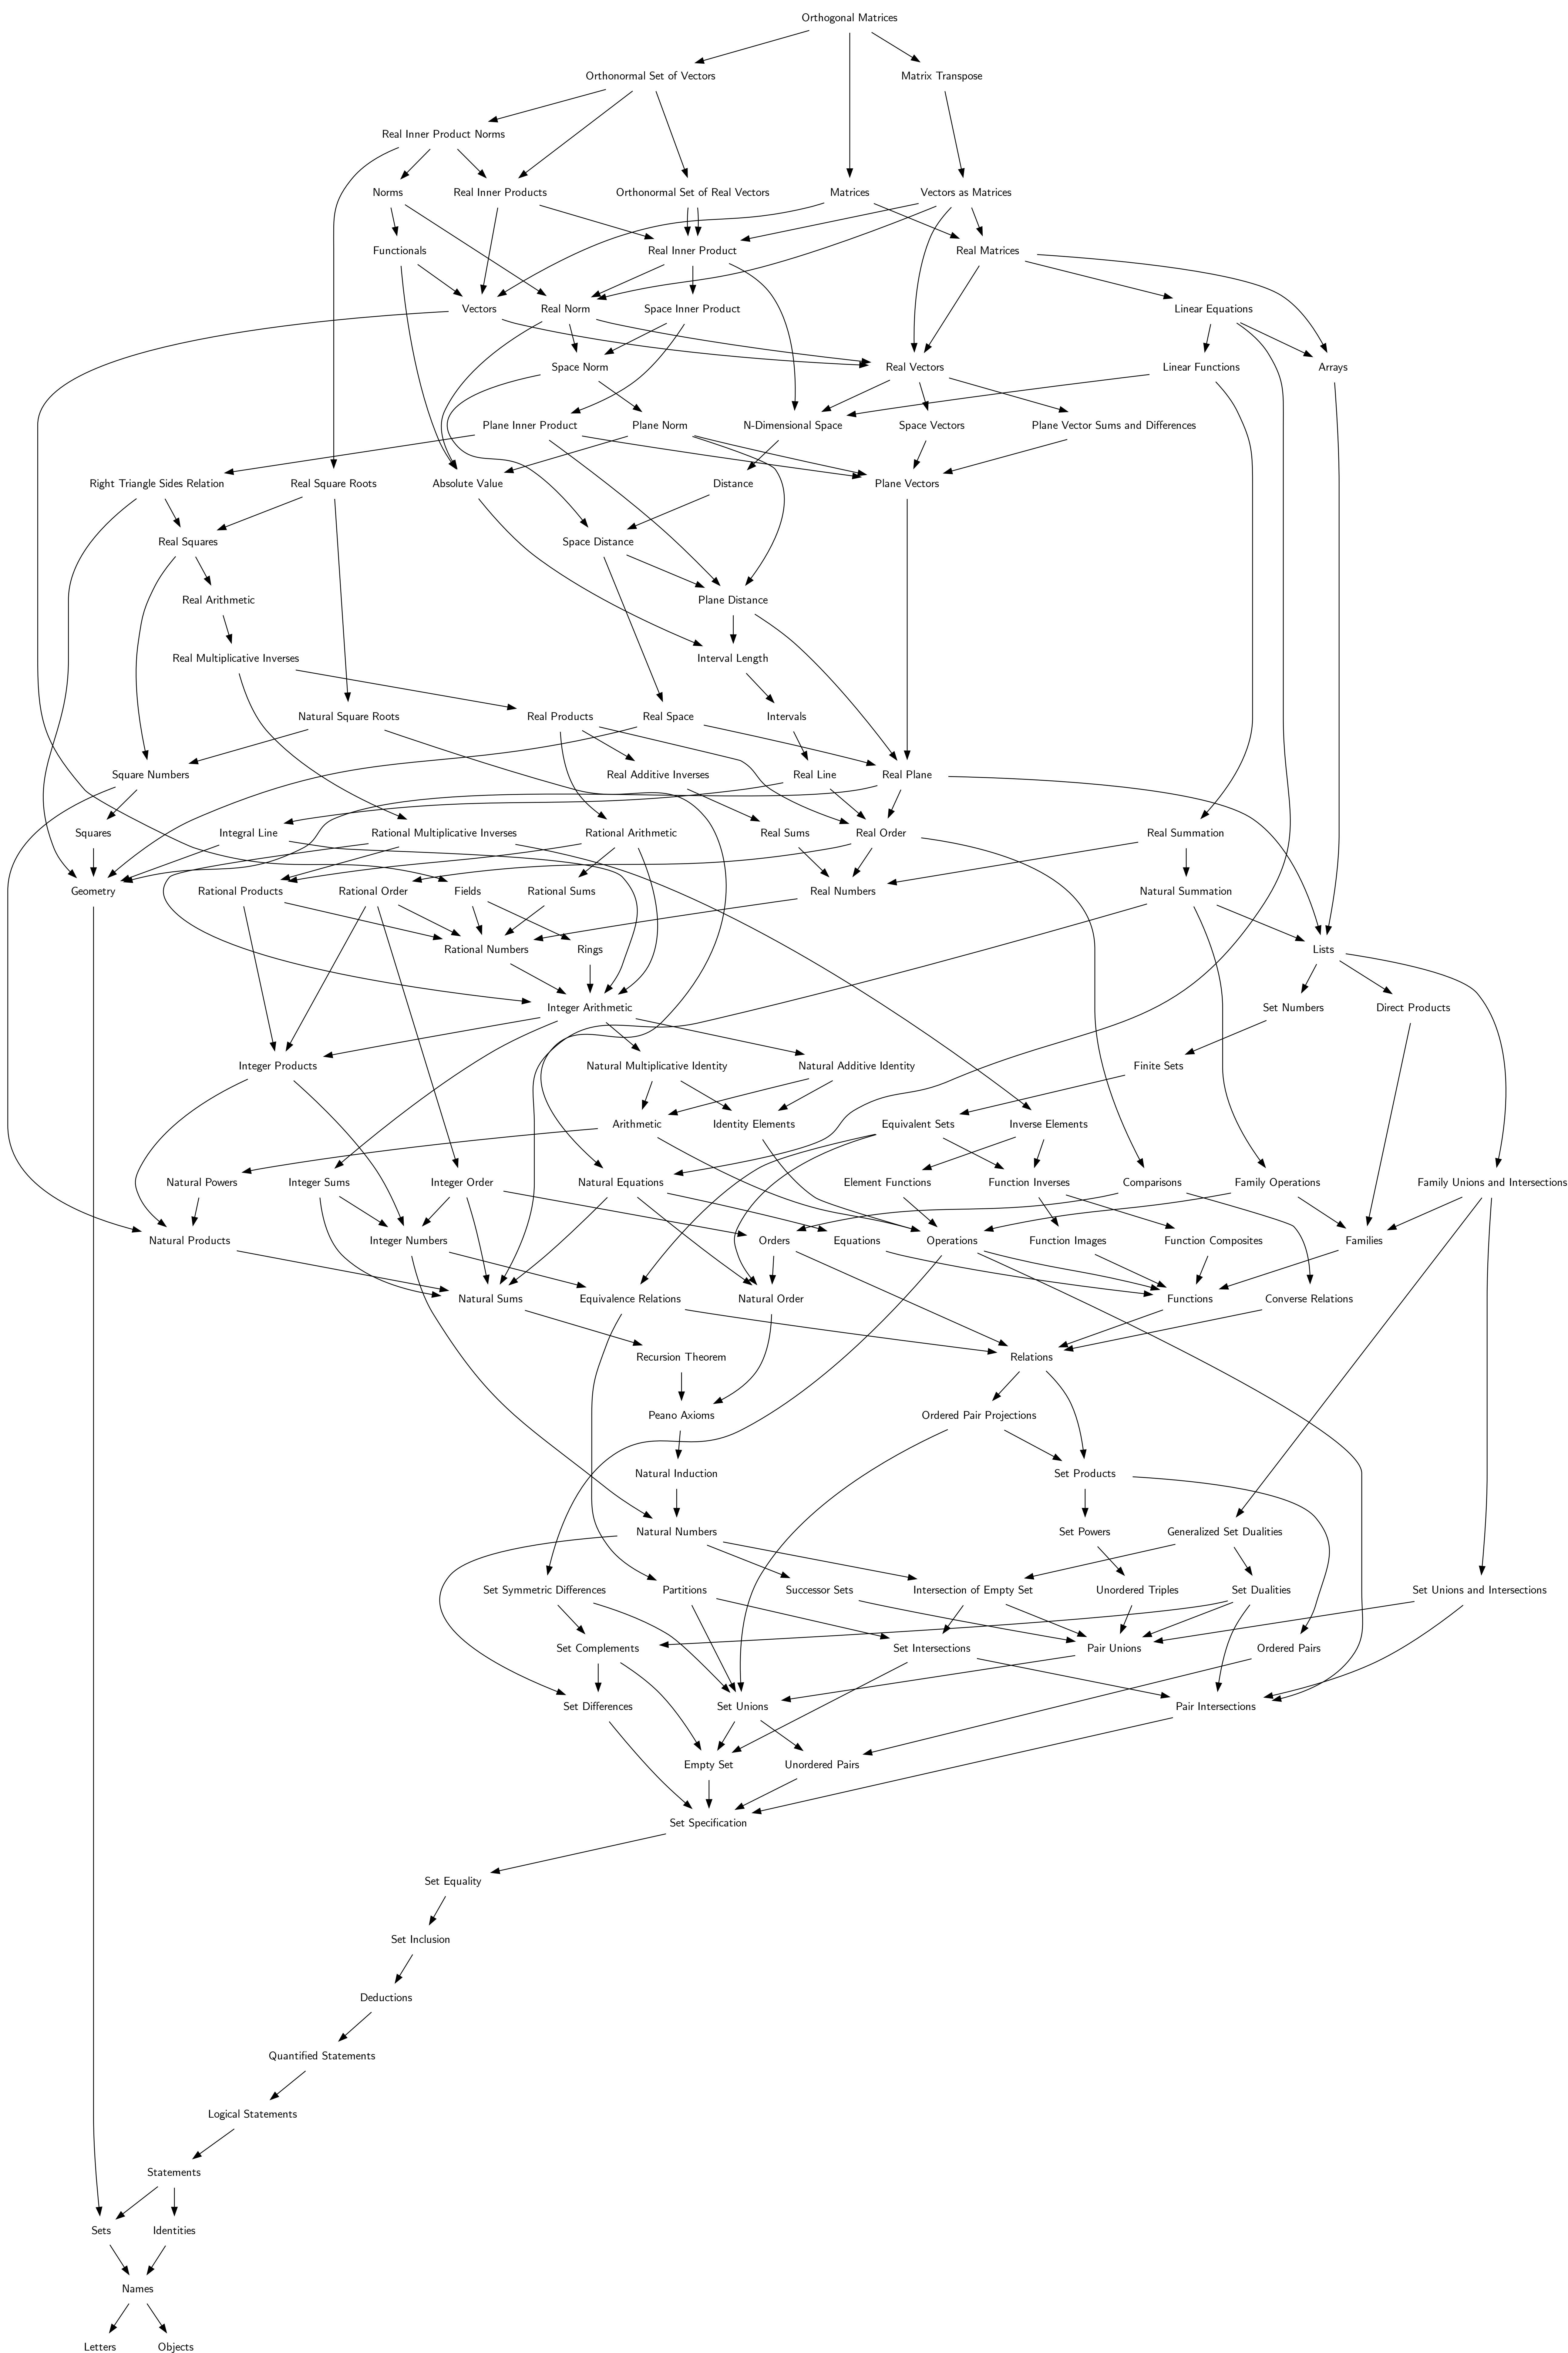 Orthogonal Matrices
Orthonormal Set of Vectors
Matrix Transpose
Real Inner Product Norms
Norms
Real Inner Products
Orthonormal Set of Real Vectors
Matrices
Vectors as Matrices
Functionals
Real Inner Product
Real Matrices
Vectors
Real Norm
Space Inner Product
Linear Equations
Space Norm
Real Vectors
Linear Functions
Arrays
Plane Inner Product
Plane Norm
N-Dimensional Space
Space Vectors
Plane Vector Sums and Differences
Right Triangle Sides Relation
Real Square Roots
Absolute Value
Distance
Plane Vectors
Real Squares
Space Distance
Real Arithmetic
Plane Distance
Real Multiplicative Inverses
Interval Length
Natural Square Roots
Real Products
Real Space
Intervals
Square Numbers
Real Additive Inverses
Real Line
Real Plane
Squares
Integral Line
Rational Multiplicative Inverses
Rational Arithmetic
Real Sums
Real Order
Real Summation
Geometry
Rational Products
Rational Order
Fields
Rational Sums
Real Numbers
Natural Summation
Rational Numbers
Rings
Lists
Integer Arithmetic
Set Numbers
Direct Products
Integer Products
Natural Multiplicative Identity
Natural Additive Identity
Finite Sets
Arithmetic
Identity Elements
Equivalent Sets
Inverse Elements
Natural Powers
Integer Sums
Integer Order
Natural Equations
Element Functions
Function Inverses
Comparisons
Family Operations
Family Unions and Intersections
Natural Products
Integer Numbers
Orders
Equations
Operations
Function Images
Function Composites
Families
Natural Sums
Equivalence Relations
Natural Order
Functions
Converse Relations
Recursion Theorem
Relations
Peano Axioms
Ordered Pair Projections
Natural Induction
Set Products
Natural Numbers
Set Powers
Generalized Set Dualities
Set Symmetric Differences
Partitions
Successor Sets
Intersection of Empty Set
Unordered Triples
Set Dualities
Set Unions and Intersections
Set Complements
Set Intersections
Pair Unions
Ordered Pairs
Set Differences
Set Unions
Pair Intersections
Empty Set
Unordered Pairs
Set Specification
Set Equality
Set Inclusion
Deductions
Quantified Statements
Logical Statements
Statements
Sets
Identities
Names
Letters
Objects